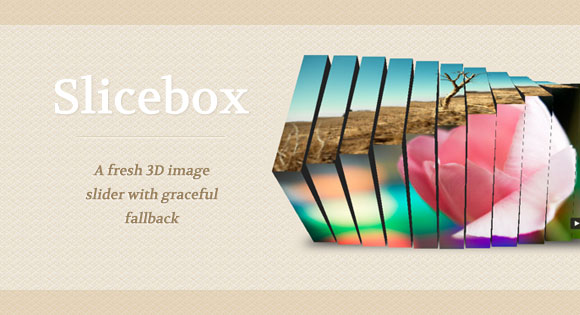 Slicebox
A fresh 3D image
slider with graceful
fallback